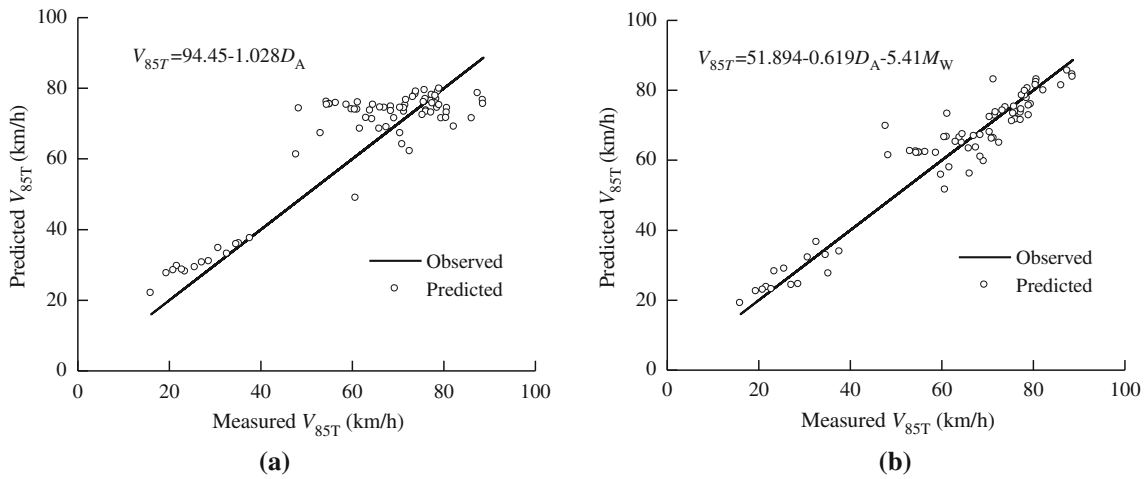 100
80
60
40
20
0
0 20 40 60 80 100
Predicted V85T (km/h)
V85T=94.45-1.028DA
Observed
Predicted
Measured V85T (km/h)
(a)
100
80
60
40
20
0
0 20 40 60 80 100
Predicted V85T (km/h)
V85T=51.894-0.619DA-5.41MW
Observed
Predicted
Measured V85T (km/h)
(b)